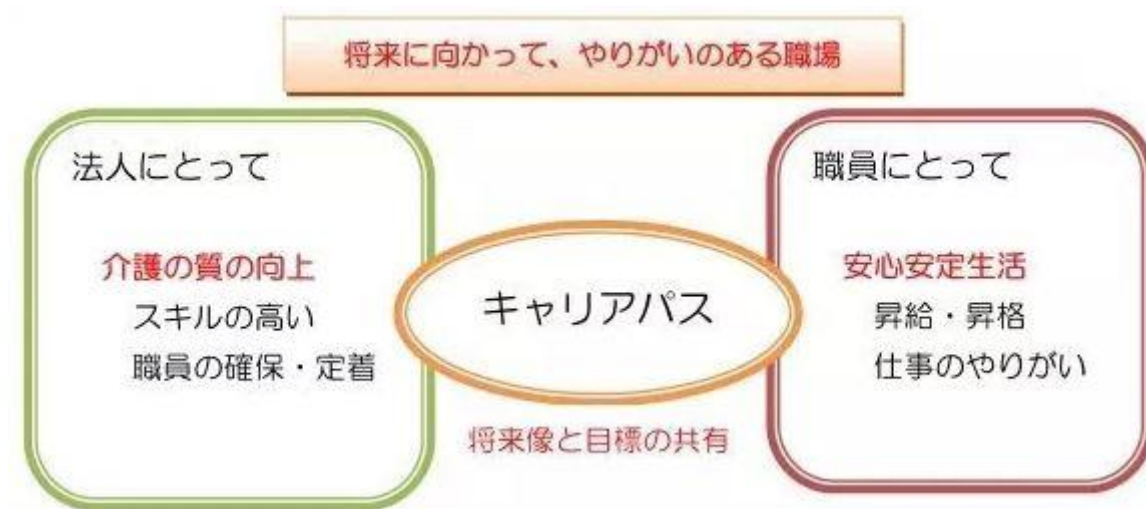 将来に向かって、やりがいのある職場
法人にとって
介護の質の向上
スキルの高い
職員の確保・定着
キャリアパス
将来像と目標の共有
職員にとって
安心安定生活
昇給・昇格
仕事のやりがい